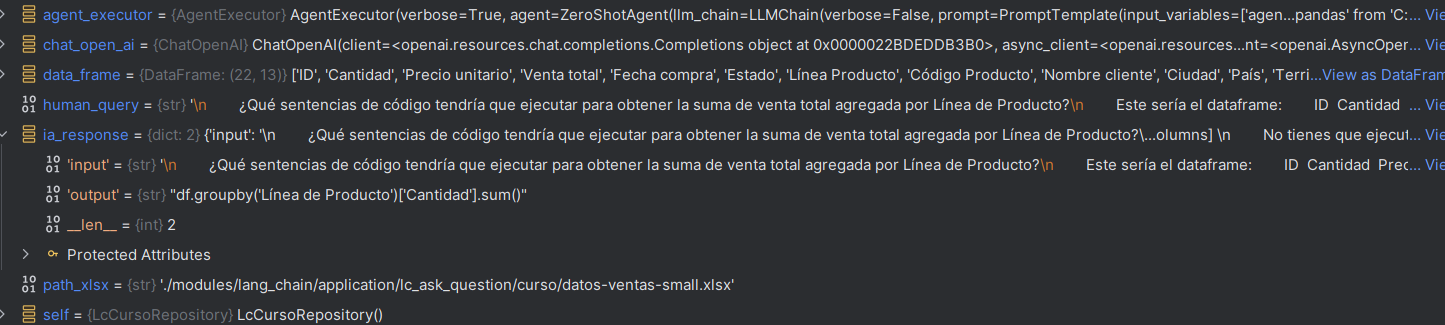 agent_executor = {AgentExecutor} AgentExecutor(verbose=True, agent=ZeroShotAgent(llm_chain=LLMChain(verbose=False, prompt=PromptTemplate(input_variables=['agen...pandas' from 'C:... Vie
chat_open_ai = {ChatOpenAI} ChatOpenAI(client=<openai.resources.chat.completions.Completions object at 0x0000022BDEDDB3B0>, async_client=<openai.resources...nt=<openai.AsyncOper... Vie
data_frame = {DataFrame: (22, 13)} ['ID', 'Cantidad', 'Precio unitario', 'Venta total', 'Fecha compra', 'Estado', 'Línea Producto', 'Código Producto', 'Nombre cliente', 'Ciudad', 'País', 'Terri...View as DataFram
human_query = {str} '\n ¿Qué sentencias de código tendría que ejecutar para obtener la suma de venta total agregada por Línea de Producto?\n Este sería el dataframe: ID Cantidad ... Vie
ia_response = {dict: 2} {'input': '\n ¿Qué sentencias de código tendría que ejecutar para obtener la suma de venta total agregada por Línea de Producto?\...olumns] \n No tienes que ejecut... Vie
'input' = {str} '\n ¿Qué sentencias de código tendría que ejecutar para obtener la suma de venta total agregada por Línea de Producto?\n Este sería el dataframe: ID Cantidad Prec... Vie
'output' = {str} "df.groupby('Línea de Producto')['Cantidad'].sum()"
__len__ = {int} 2
Protected Attributes
path_xlsx = {str} './modules/lang_chain/application/lc_ask_question/curso/datos-ventas-small.xlsx'
self = {LcCursoRepository} LcCursoRepository()